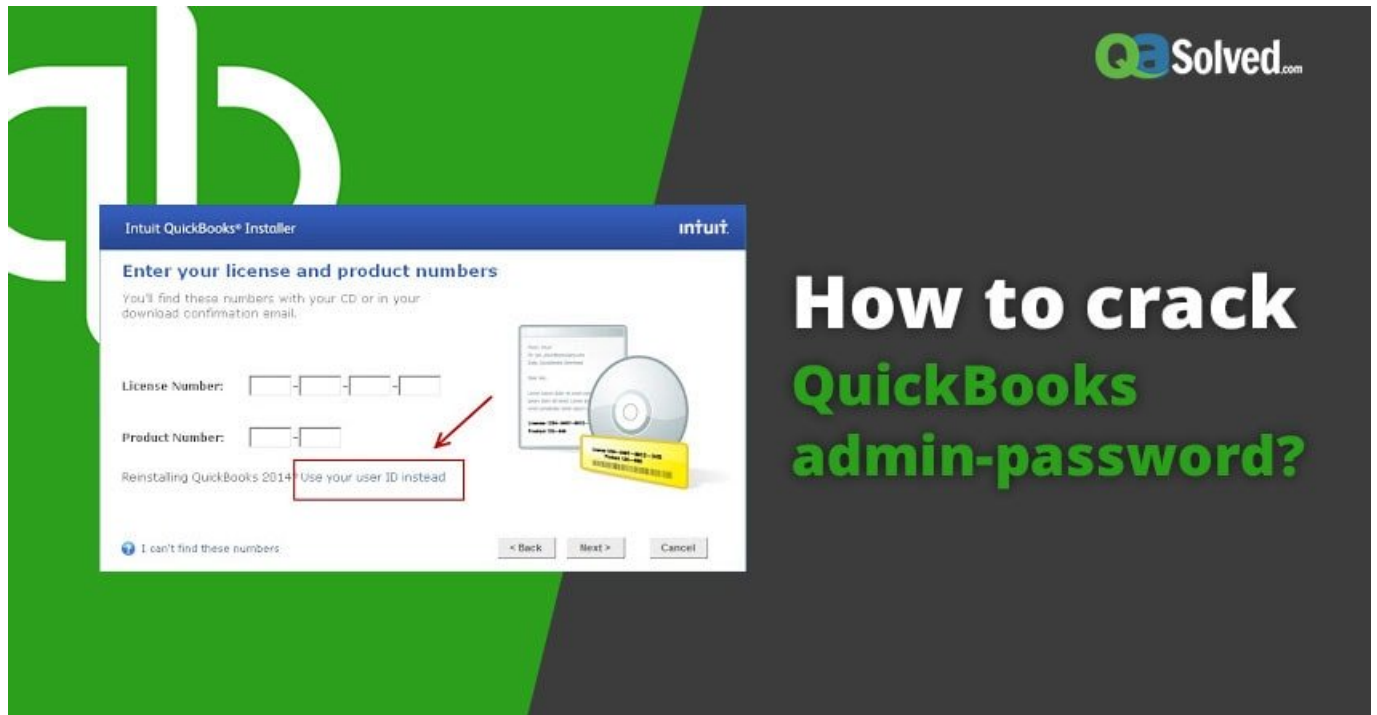 Qa Solved.com
Intuit QuickBooks® Installer
intuit.
Enter your license and product numbers
You'll find these numbers with your CD or in your
download confirmation email.
License Number:
Product Number:
Reinstalling QuickBooks 2014? Use your user ID instead
I can't find these numbers
< Back
Next >
Cancel
How to crack
QuickBooks
admin-password?